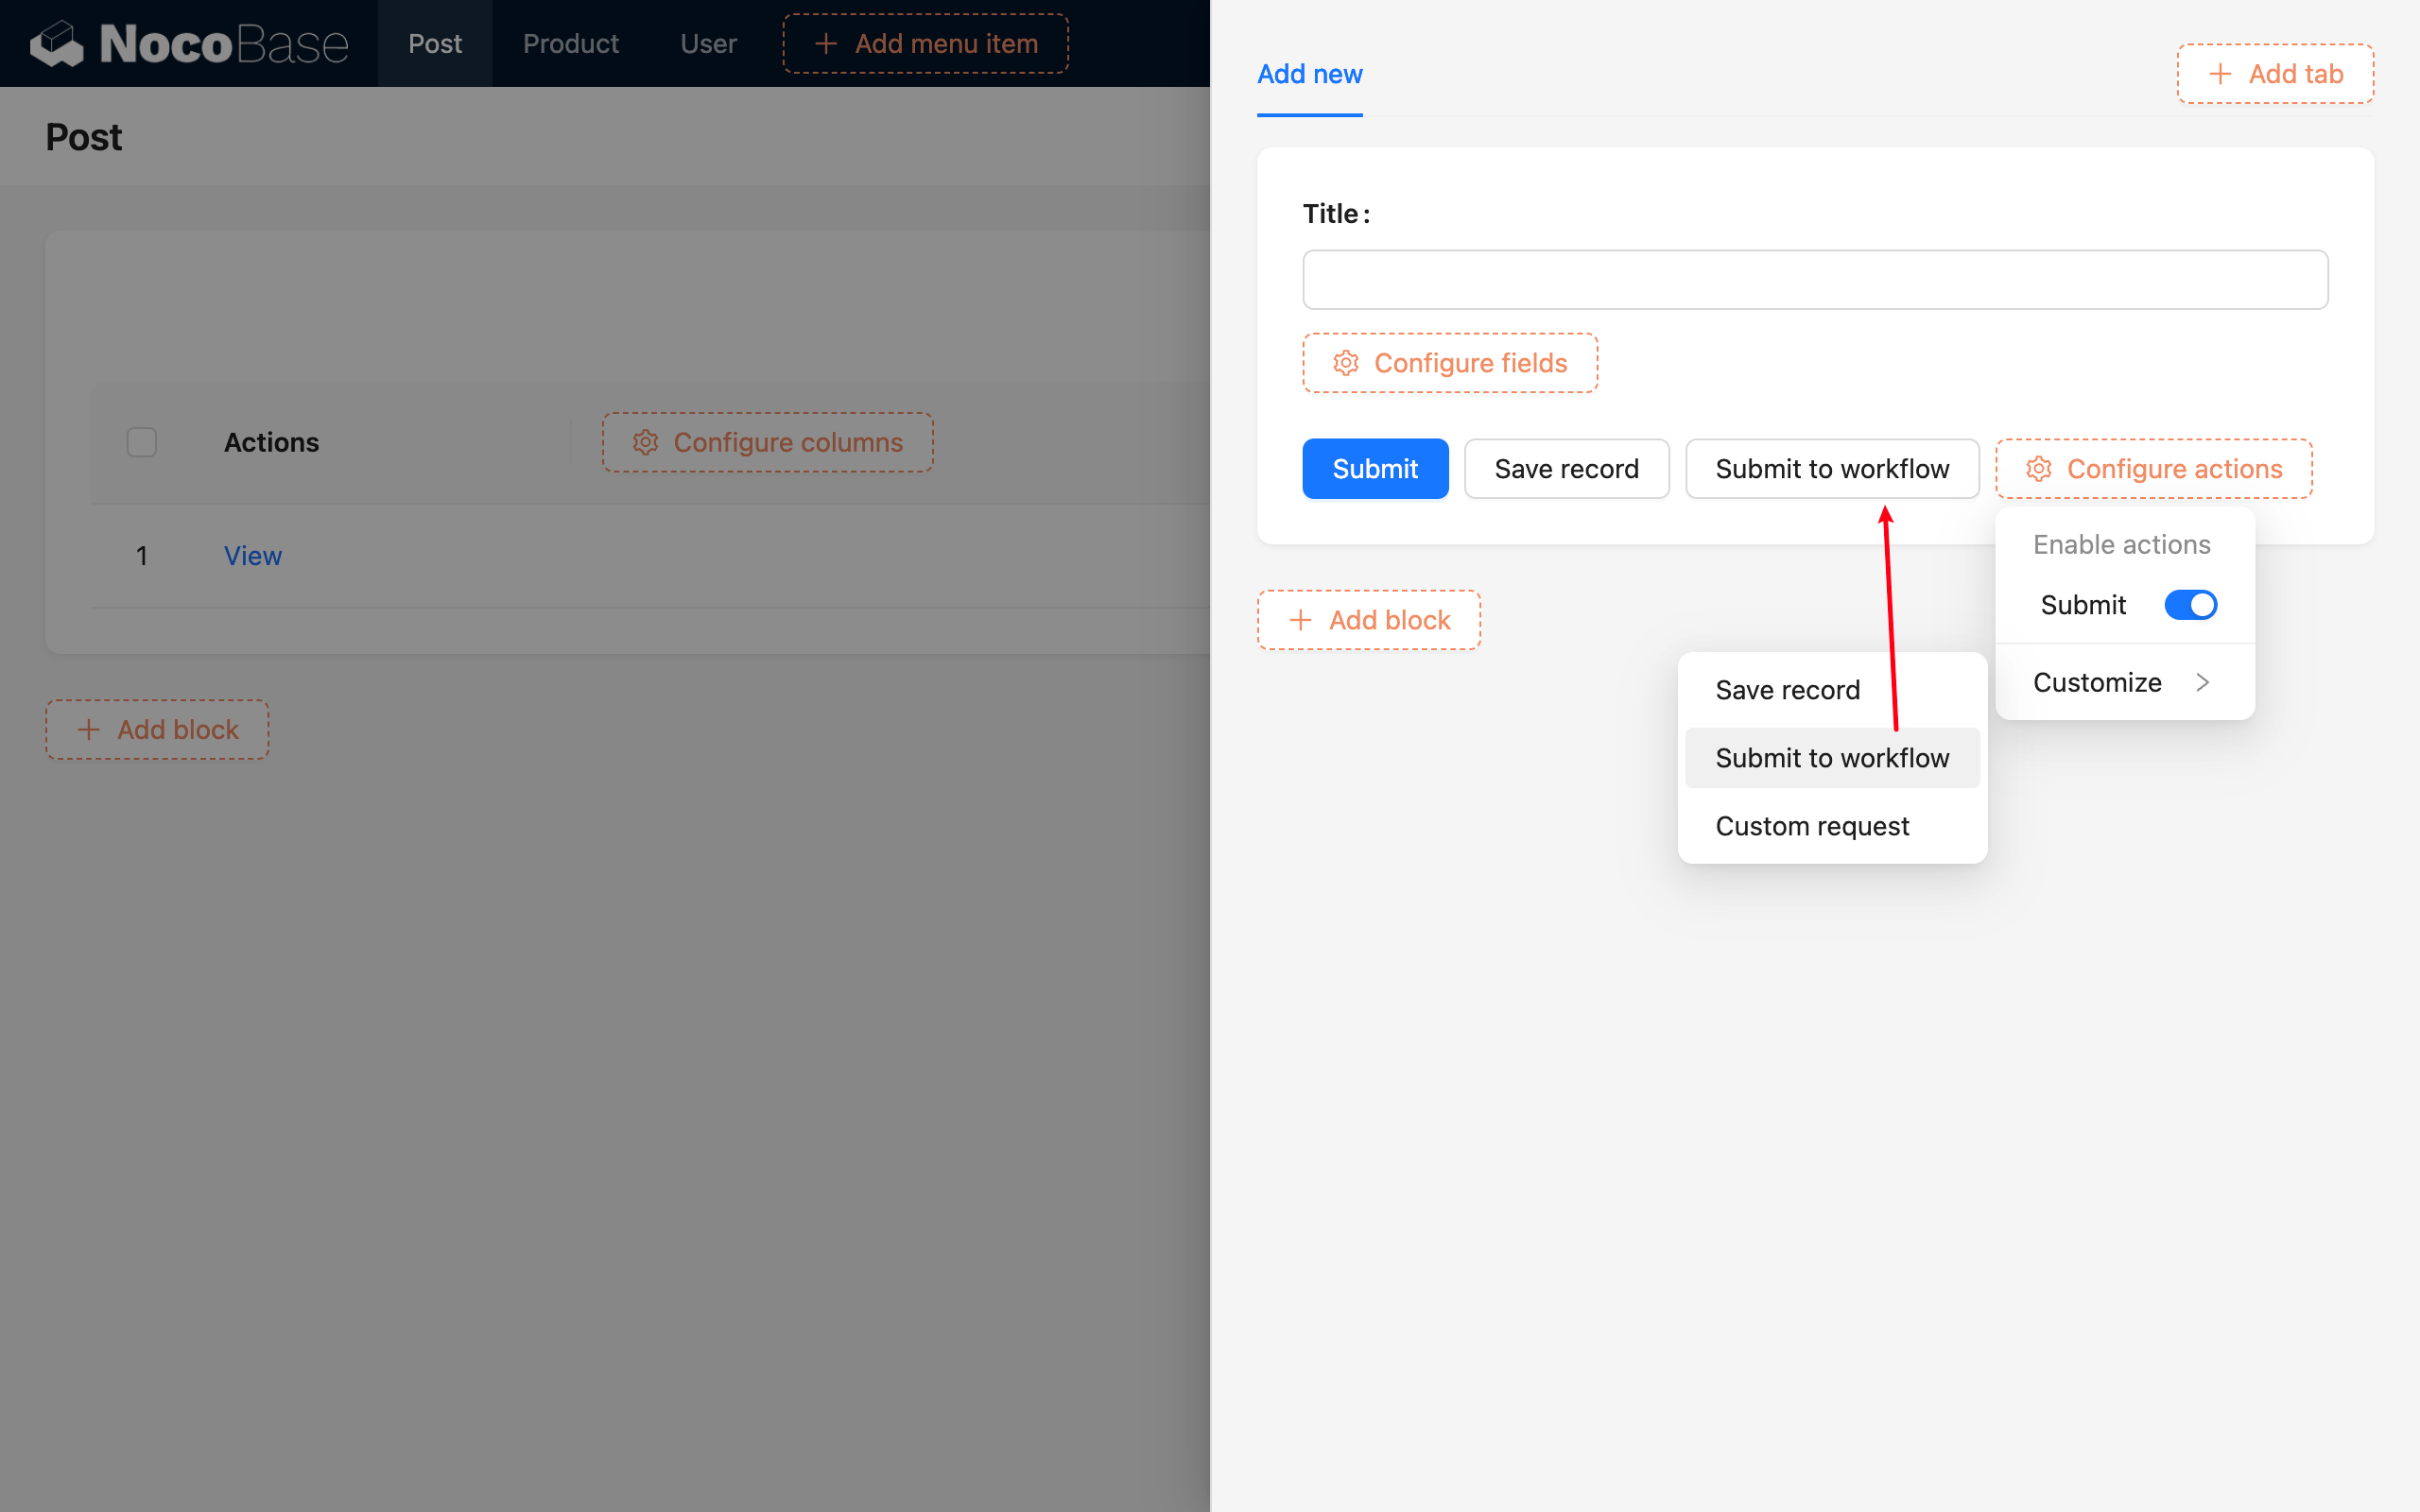 NocoBase Post Product User Add menu item
Post
Actions Configure columns
1 View
Add block
Add new Add tab
Title :
Configure fields
Submit Save record Submit to workflow Configure actions
Enable actions
Submit
Customize
Add block
Save record
Submit to workflow
Custom request